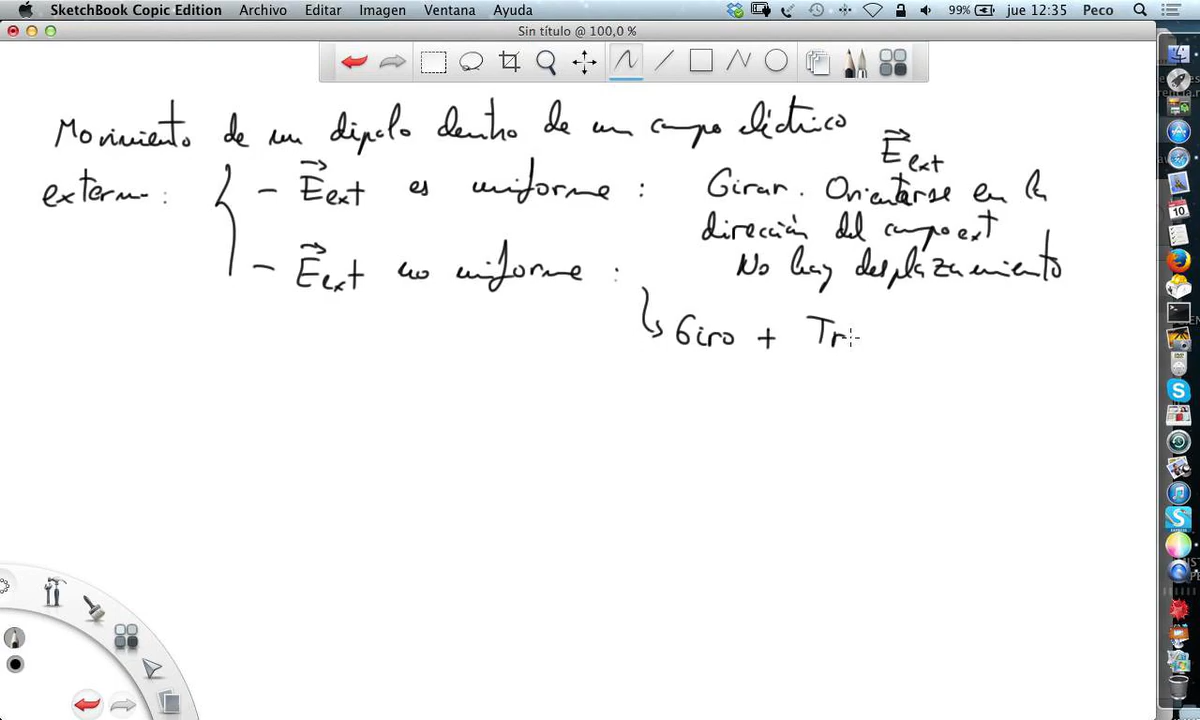 SketchBook Copic Edition Archivo Editar Imagen Ventana Ayuda 99% jue 12:35 Peco
Sin título @ 100,0 %
Movimiento de un dipolo dentro de un campo eléctrico
E ext
extern :
- E ext es uniforme : Girar. Orientarse en la
dirección del campo ext
- E ext no uniforme : No hay desplazamiento
Giro + Tr